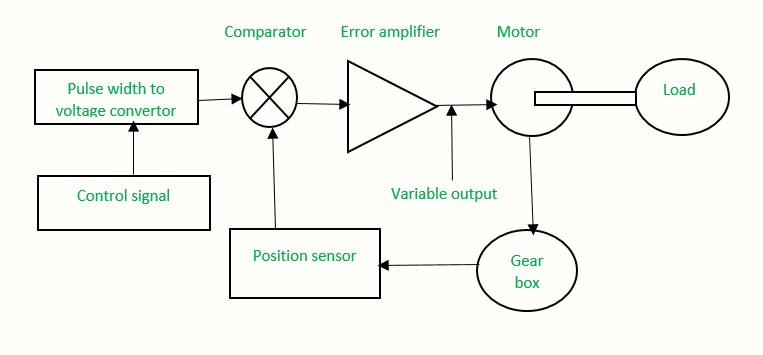 Comparator
Error amplifier
Motor
Pulse width to
voltage convertor
Load
Control signal
Variable output
Position sensor
Gear
box